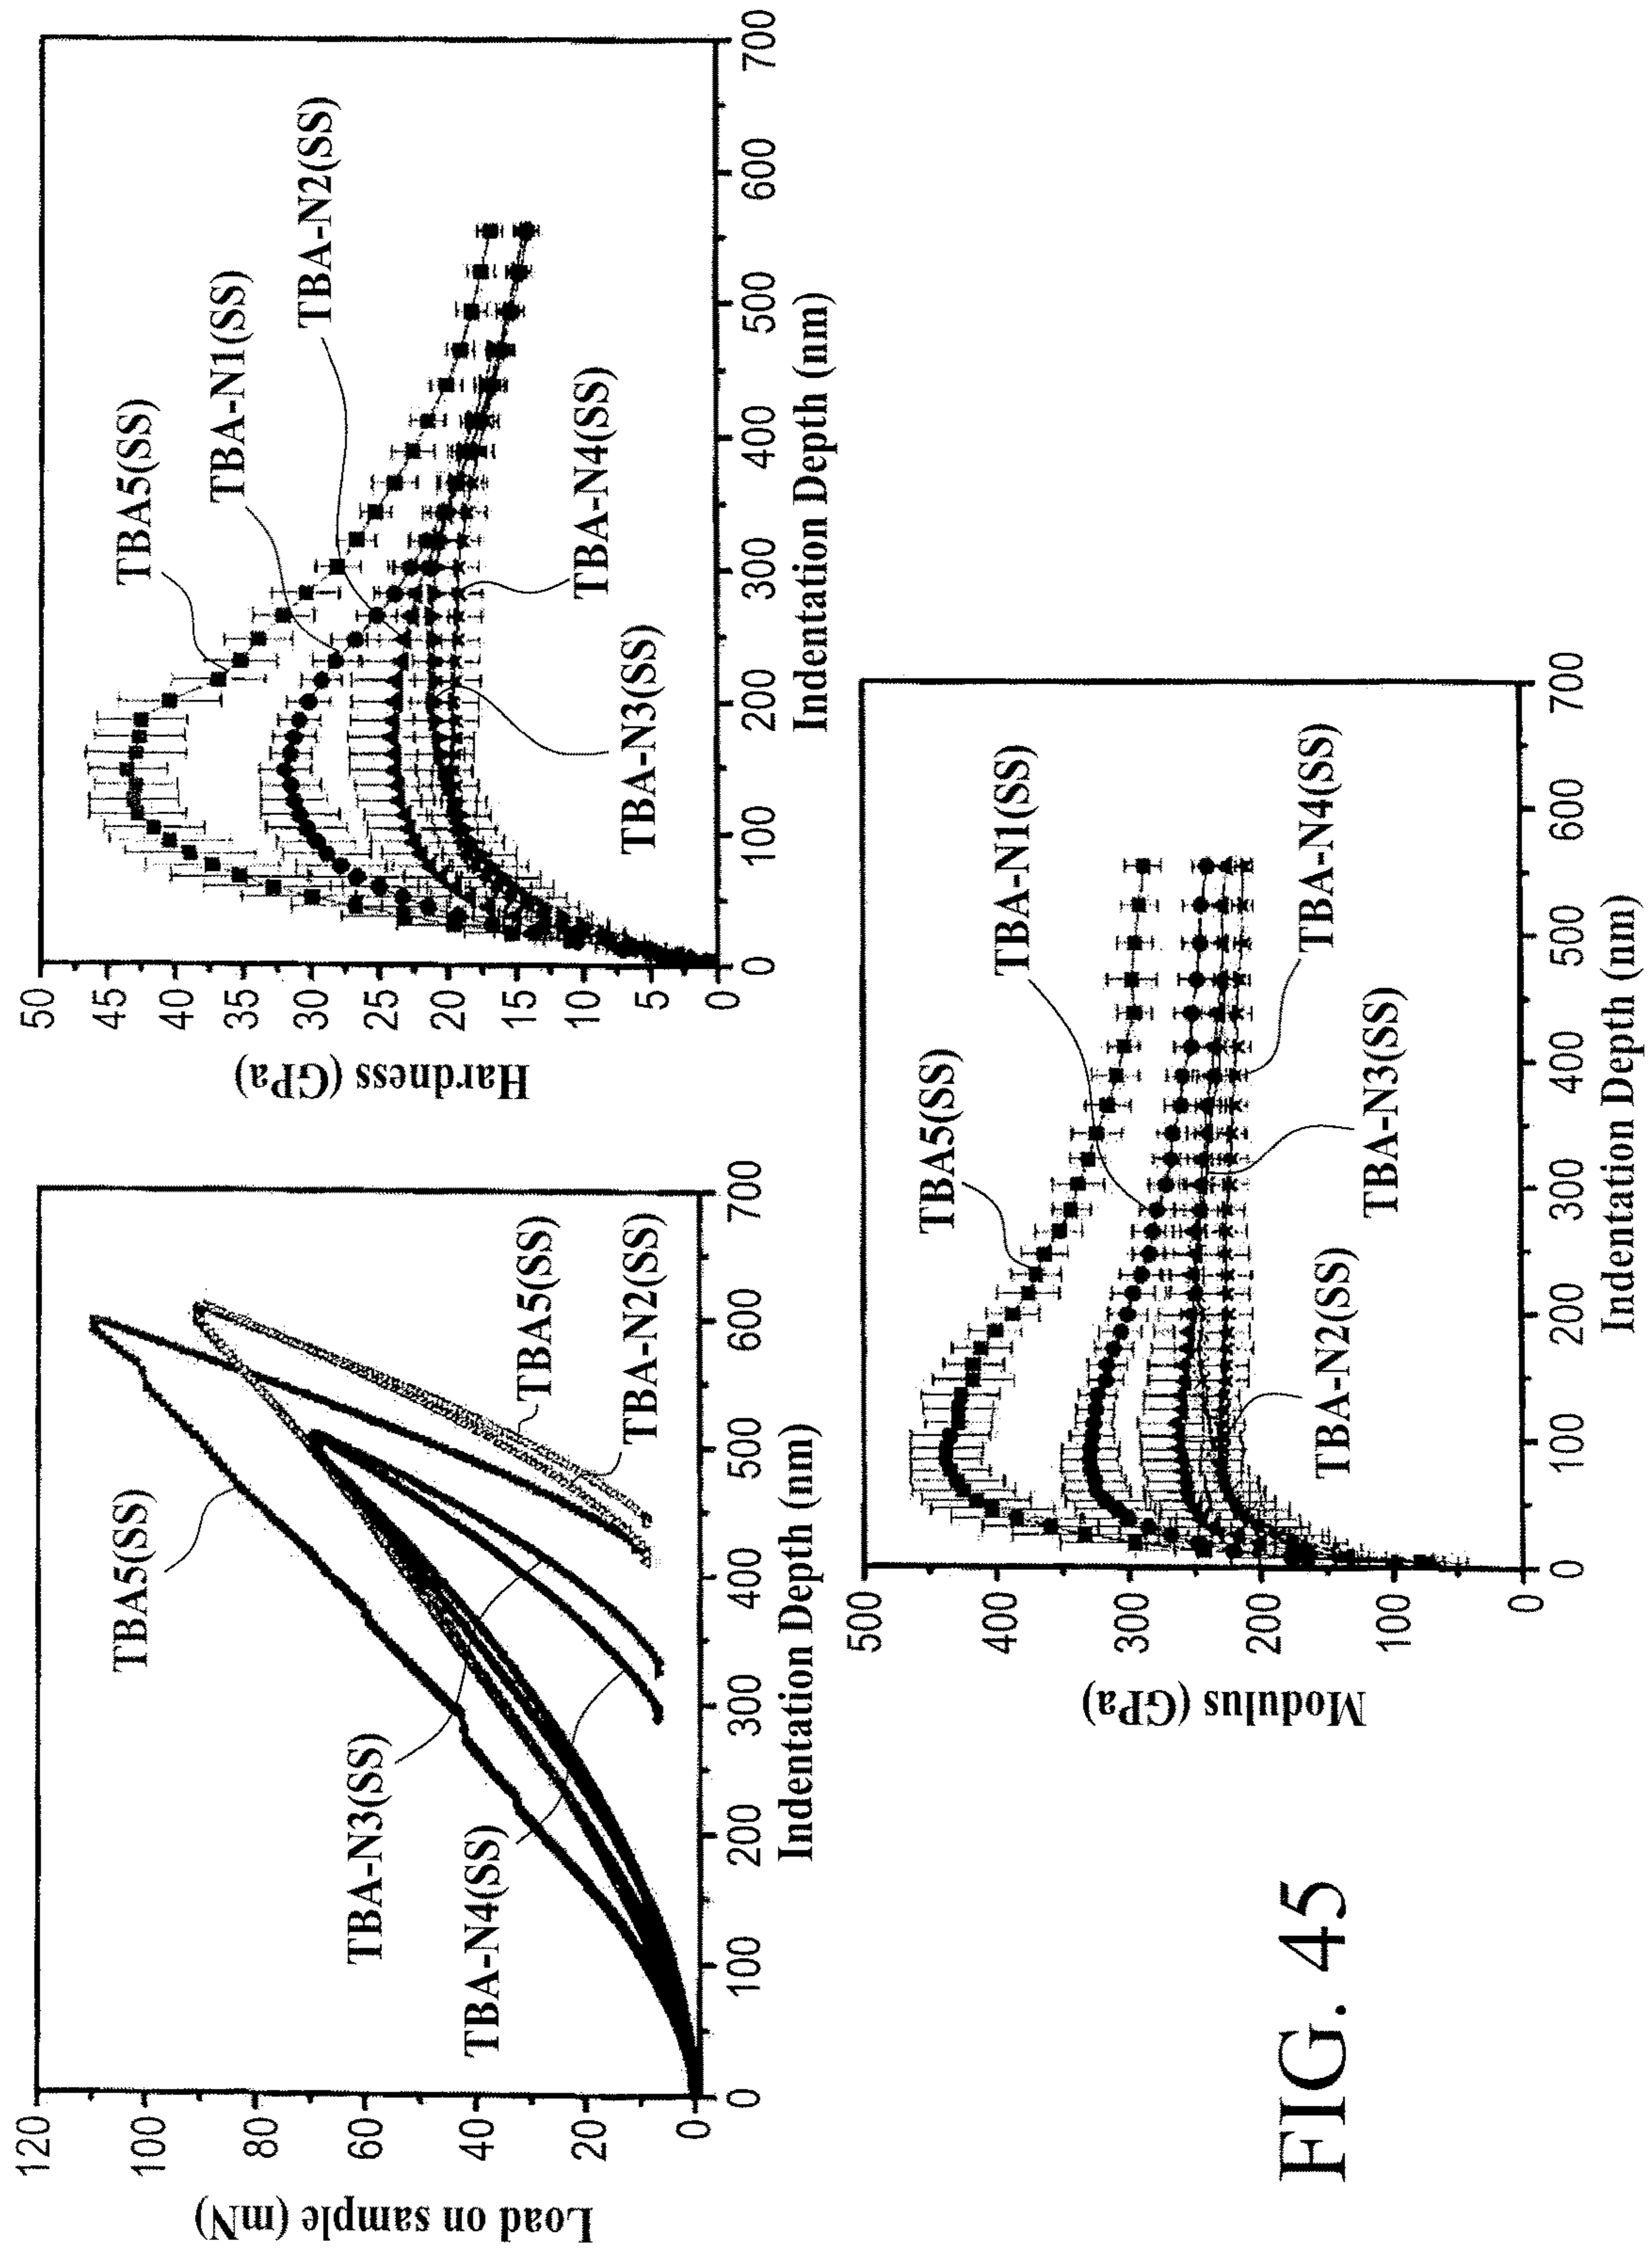 Load on sample (mN)
120
100
80
60
40
20
0
TBA5(SS)
TBA-N3(SS)
TBA-N4(SS)
TBA5(SS)
TBA-N2(SS)
0 100 200 300 400 500 600 700
Indentation Depth (nm)
Hardness (GPa)
50
45
40
35
30
25
20
15
10
5
0
TBA5(SS)
TBA-N1(SS)
TBA-N2(SS)
TBA-N4(SS)
TBA-N3(SS)
0 100 200 300 400 500 600 700
Indentation Depth (nm)
Modulus (GPa)
500
400
300
200
100
0
TBA5(SS)
TBA-N1(SS)
TBA-N4(SS)
TBA-N3(SS)
TBA-N2(SS)
0 100 200 300 400 500 600 700
Indentation Depth (nm)
FIG. 45